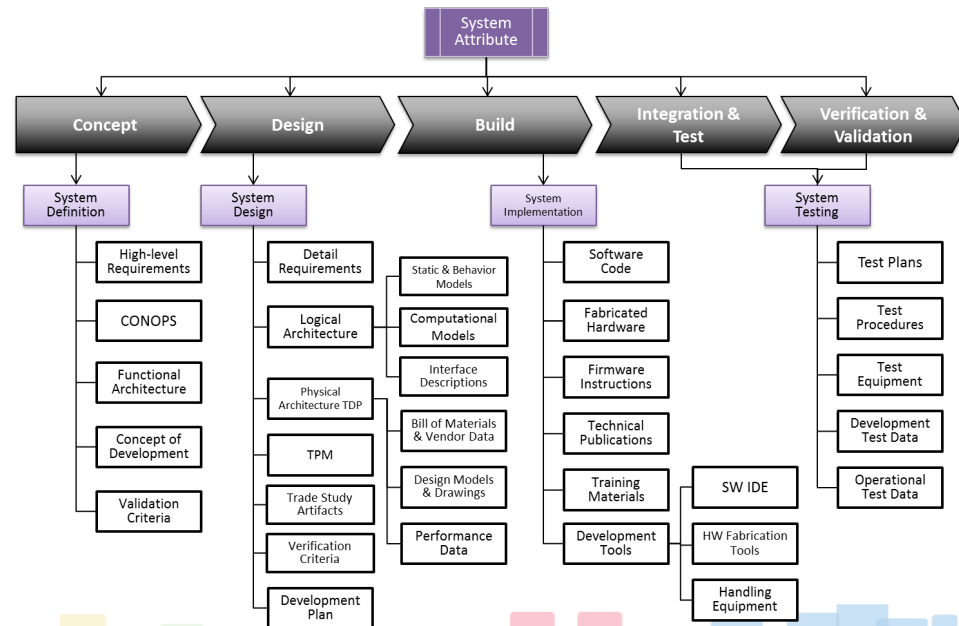 System
Attribute
Concept
Design
Build
Integration &
Test
Verification &
Validation
System
Definition
High-level
Requirements
CONOPS
Functional
Architecture
Concept of
Development
Validation
Criteria
System
Design
Detail
Requirements
Logical
Architecture
Static & Behavior
Models
Computational
Models
Interface
Descriptions
Physical
Architecture TDP
Bill of Materials
& Vendor Data
Design Models
& Drawings
Performance
Data
TPM
Trade Study
Artifacts
Verification
Criteria
Development
Plan
System
Implementation
Software
Code
Fabricated
Hardware
Firmware
Instructions
Technical
Publications
Training
Materials
Development
Tools
SW IDE
HW Fabrication
Tools
Handling
Equipment
System
Testing
Test Plans
Test
Procedures
Test
Equipment
Development
Test Data
Operational
Test Data